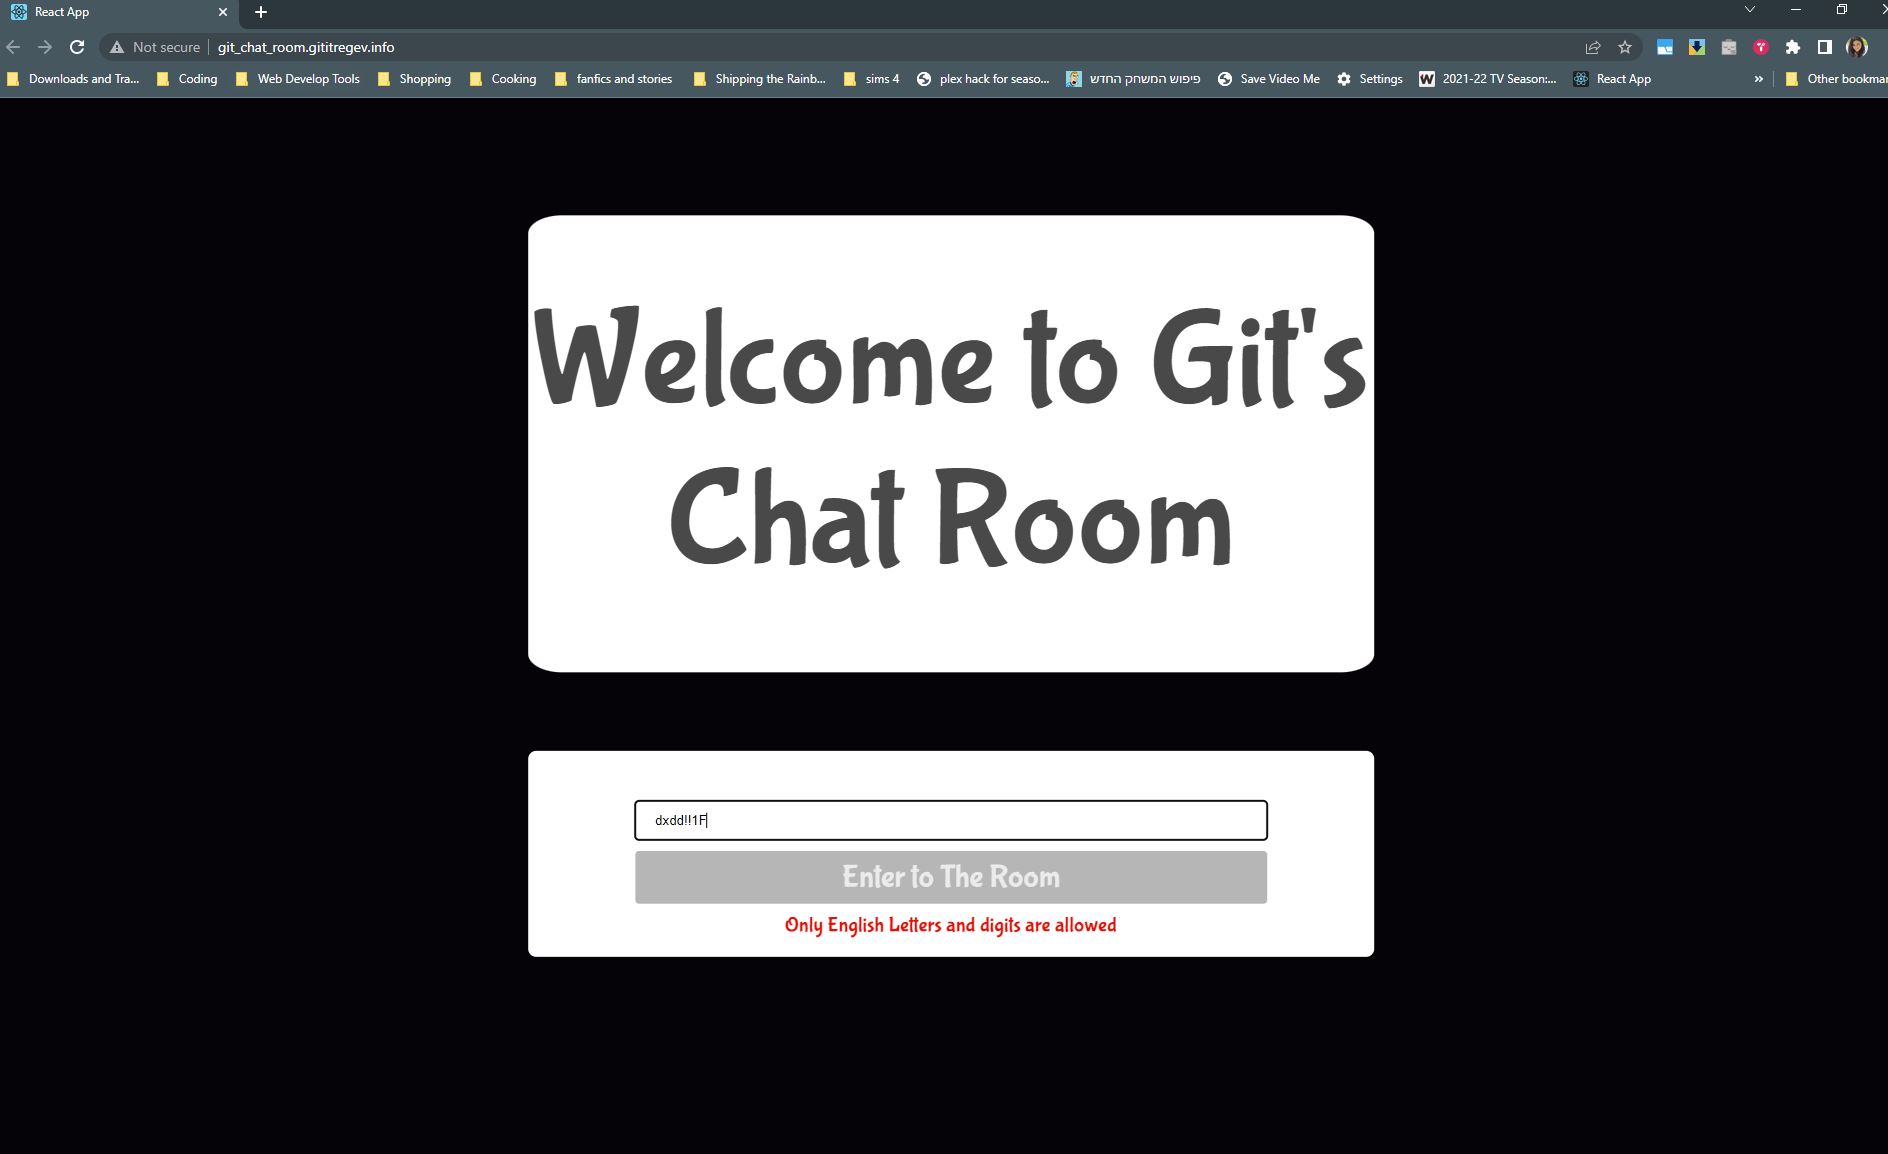 React App
Not secure git_chat_room.gititregev.info
Downloads and Tra... Coding Web Develop Tools Shopping Cooking fanfics and stories Shipping the Rainb... sims 4 plex hack for seaso... פיפוש המשחק החדש Save Video Me Settings W 2021-22 TV Season:... React App » Other bookmar
Welcome to Git's
Chat Room
dxdd!!1F
Enter to The Room
Only English Letters and digits are allowed